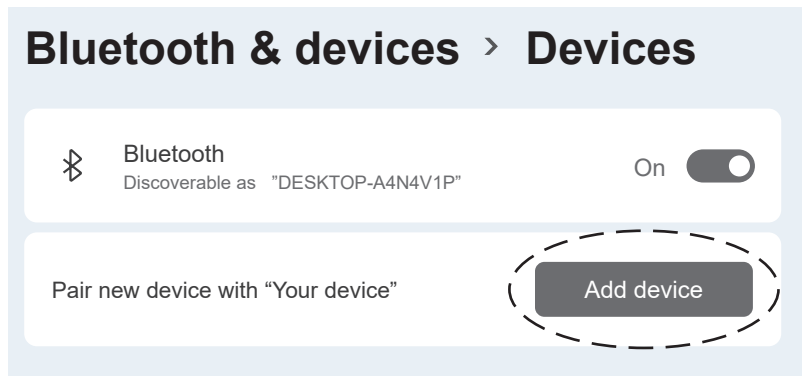 Bluetooth & devices › Devices
Bluetooth
Discoverable as ”DESKTOP-A4N4V1P”
On
Pair new device with “Your device”
Add device